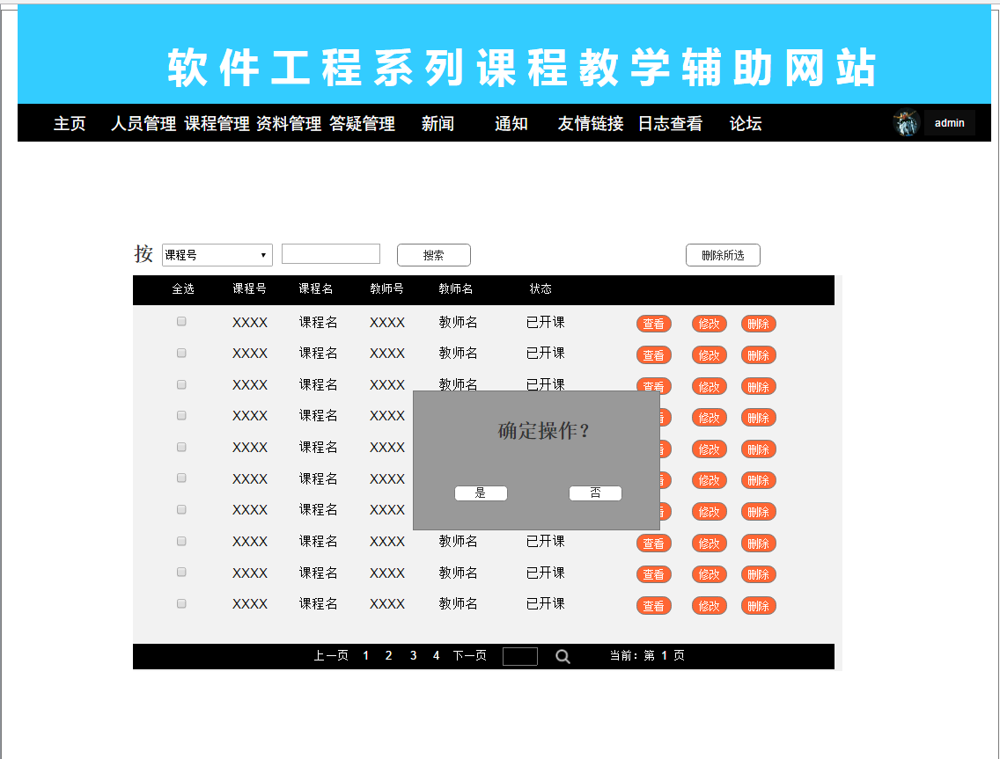 软件工程系列课程教学辅助网站
主页 人员管理 课程管理 资料管理 答疑管理 新闻 通知 友情链接 日志查看 论坛 admin
按 课程号 搜索 删除所选
全选 课程号 课程名 教师号 教师名 状态
XXXX 课程名 XXXX 教师名 已开课 查看 修改 删除
XXXX 课程名 XXXX 教师名 已开课 查看 修改 删除
XXXX 课程名 XXXX 教师名 已开课 查看 修改 删除
XXXX 课程名 XXXX 看 修改 删除
确定操作？
XXXX 课程名 XXXX 看 修改 删除
XXXX 课程名 XXXX 看 修改 删除
是 否
XXXX 课程名 XXXX 看 修改 删除
XXXX 课程名 XXXX 教师名 已开课 查看 修改 删除
XXXX 课程名 XXXX 教师名 已开课 查看 修改 删除
XXXX 课程名 XXXX 教师名 已开课 查看 修改 删除
上一页 1 2 3 4 下一页 当前：第 1 页